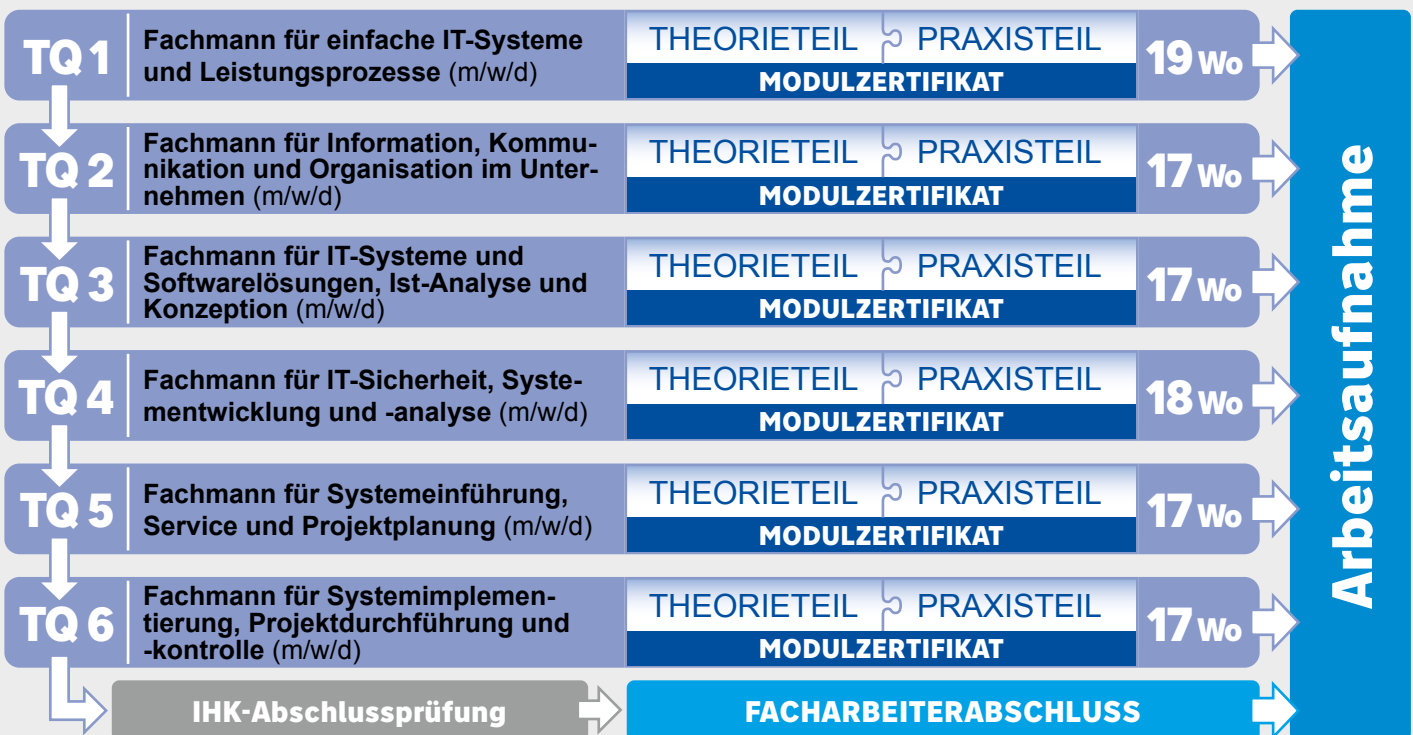 TQ 1
Fachmann für einfache IT-Systeme
und Leistungsprozesse (m/w/d)
THEORIETEIL PRAXISTEIL
MODULZERTIFIKAT
19 Wo
TQ 2
Fachmann für Information, Kommu-
nikation und Organisation im Unter-
nehmen (m/w/d)
THEORIETEIL PRAXISTEIL
MODULZERTIFIKAT
17 Wo
TQ 3
Fachmann für IT-Systeme und
Softwarelösungen, Ist-Analyse und
Konzeption (m/w/d)
THEORIETEIL PRAXISTEIL
MODULZERTIFIKAT
17 Wo
TQ 4
Fachmann für IT-Sicherheit, Syste-
mentwicklung und -analyse (m/w/d)
THEORIETEIL PRAXISTEIL
MODULZERTIFIKAT
18 Wo
TQ 5
Fachmann für Systemeinführung,
Service und Projektplanung (m/w/d)
THEORIETEIL PRAXISTEIL
MODULZERTIFIKAT
17 Wo
TQ 6
Fachmann für Systemimplemen-
tierung, Projektdurchführung und
-kontrolle (m/w/d)
THEORIETEIL PRAXISTEIL
MODULZERTIFIKAT
17 Wo
IHK-Abschlussprüfung
FACHARBEITERABSCHLUSS
Arbeitsaufnahme